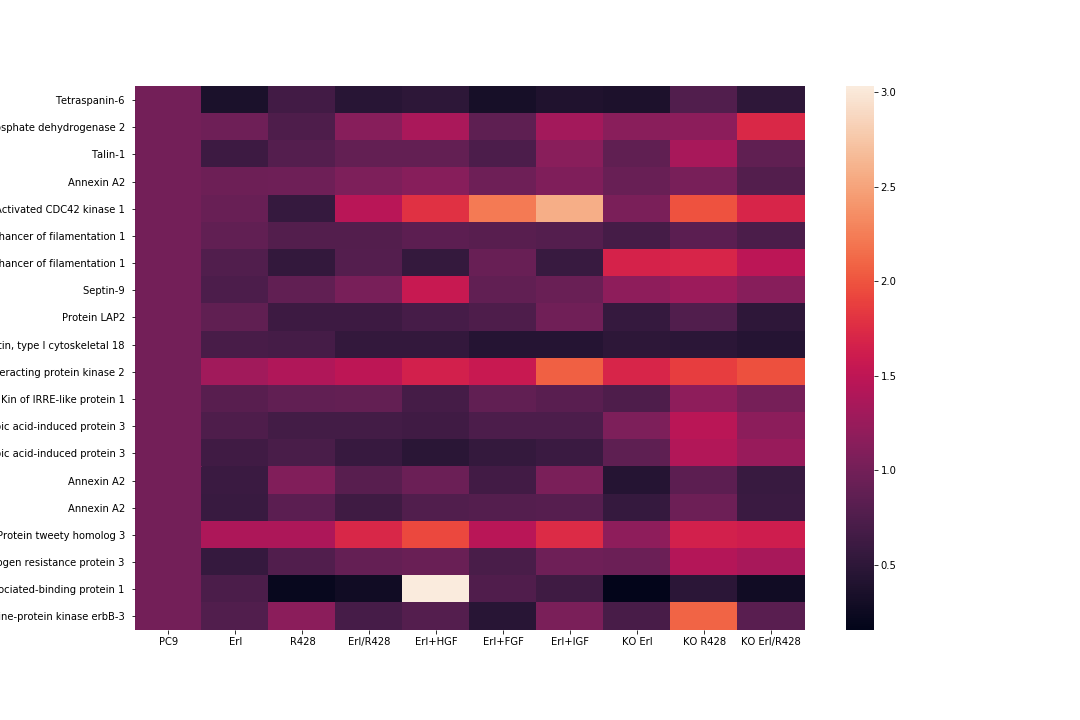 Tetraspanin-6
sphate dehydrogenase 2
Talin-1
Annexin A2
Activated CDC42 kinase 1
hancer of filamentation 1
hancer of filamentation 1
Septin-9
Protein LAP2
tin, type I cytoskeletal 18
eracting protein kinase 2
Kin of IRRE-like protein 1
oic acid-induced protein 3
oic acid-induced protein 3
Annexin A2
Annexin A2
Protein tweety homolog 3
ogen resistance protein 3
ociated-binding protein 1
ine-protein kinase erbB-3
PC9 Erl R428 Erl/R428 Erl+HGF Erl+FGF Erl+IGF KO Erl KO R428 KO Erl/R428
3.0
2.5
2.0
1.5
1.0
0.5